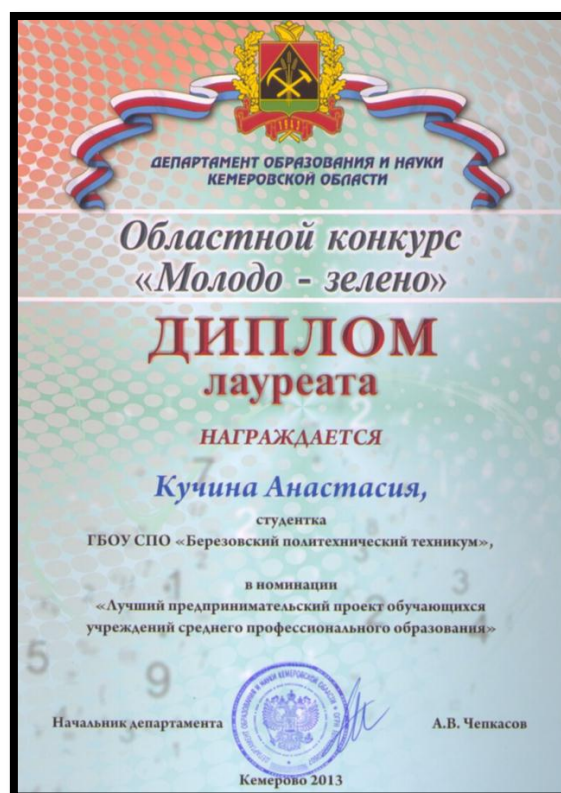 ДЕПАРТАМЕНТ ОБРАЗОВАНИЯ И НАУКИ
КЕМЕРОВСКОЙ ОБЛАСТИ
Областной конкурс
«Молодо - зелено»
ДИПЛОМ
лауреата
НАГРАЖДАЕТСЯ
Кучина Анастасия,
студентка
ГБОУ СПО «Березовский политехнический техникум»,
в номинации
«Лучший предпринимательский проект обучающихся
учреждений среднего профессионального образования»
Начальник департамента
А.В. Чепкасов
Кемерово 2013